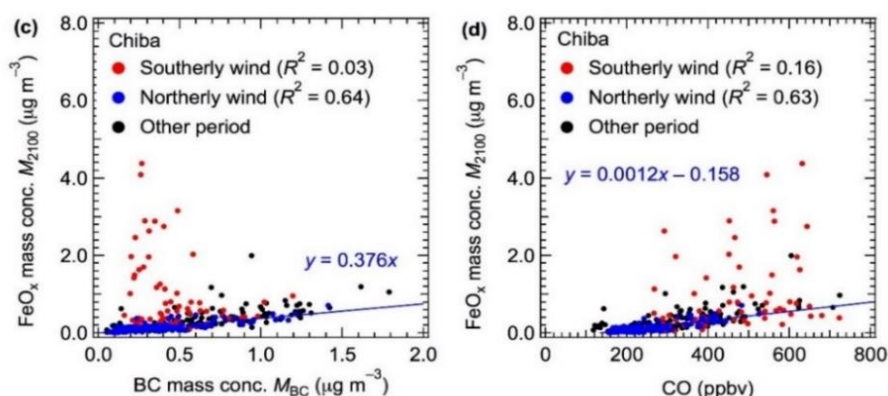 (c)
8.0
6.0
4.0
2.0
0.0
FeOₓ mass conc. M₂₁₀₀ (μg m⁻³)
Chiba
Southerly wind (R² = 0.03)
Northerly wind (R² = 0.64)
Other period
y = 0.376x
0.0 0.5 1.0 1.5 2.0
BC mass conc. M_BC (μg m⁻³)
(d)
8.0
6.0
4.0
2.0
0.0
FeOₓ mass conc. M₂₁₀₀ (μg m⁻³)
Chiba
Southerly wind (R² = 0.16)
Northerly wind (R² = 0.63)
Other period
y = 0.0012x – 0.158
0 200 400 600 800
CO (ppbv)